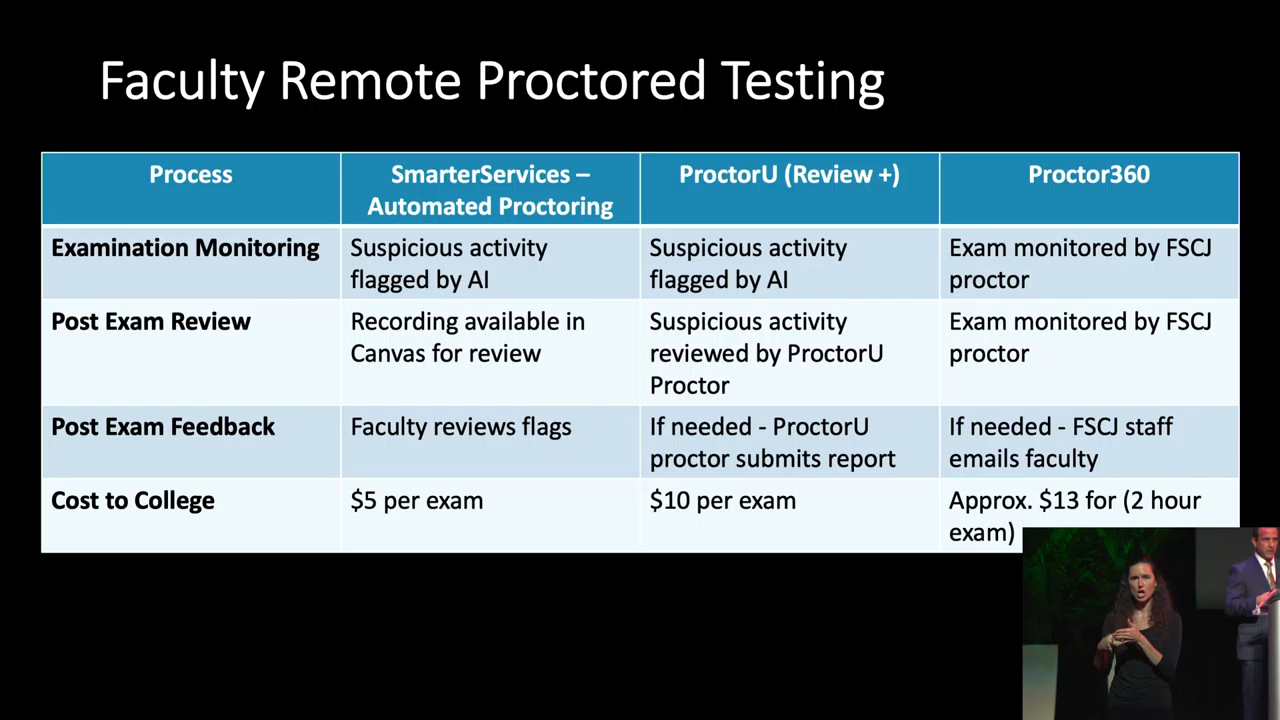 Faculty Remote Proctored Testing
Process
SmarterServices –
Automated Proctoring
ProctorU (Review +)
Proctor360
Examination Monitoring
Suspicious activity
flagged by AI
Suspicious activity
flagged by AI
Exam monitored by FSCJ
proctor
Post Exam Review
Recording available in
Canvas for review
Suspicious activity
reviewed by ProctorU
Proctor
Exam monitored by FSCJ
proctor
Post Exam Feedback
Faculty reviews flags
If needed - ProctorU
proctor submits report
If needed - FSCJ staff
emails faculty
Cost to College
$5 per exam
$10 per exam
Approx. $13 for (2 hour
exam)